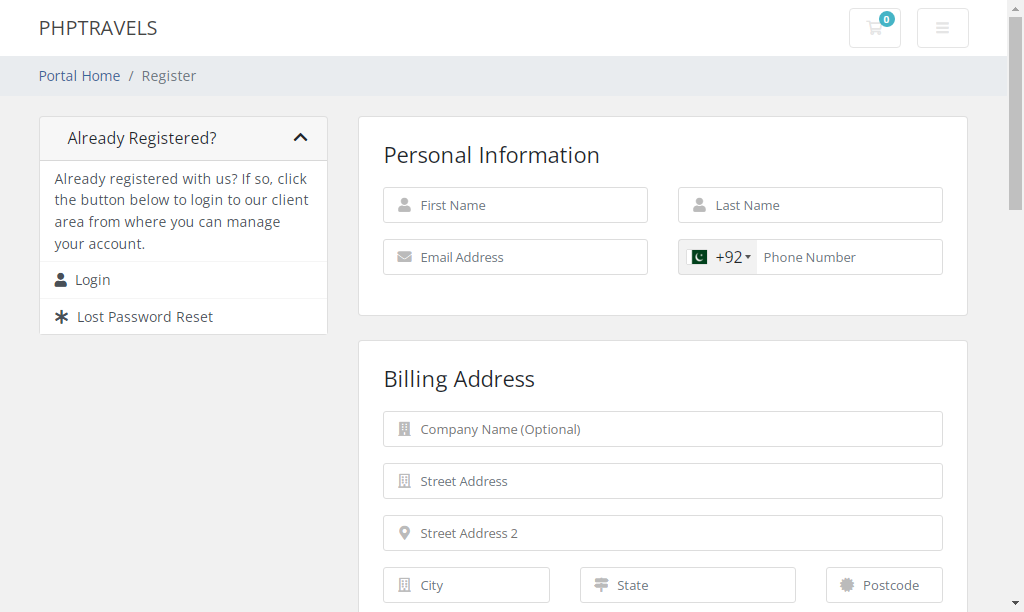 PHPTRAVELS
0
Portal Home / Register
Already Registered?
Already registered with us? If so, click
the button below to login to our client
area from where you can manage
your account.
Login
Lost Password Reset
Personal Information
First Name
Last Name
Email Address
+92
Phone Number
Billing Address
Company Name (Optional)
Street Address
Street Address 2
City
State
Postcode